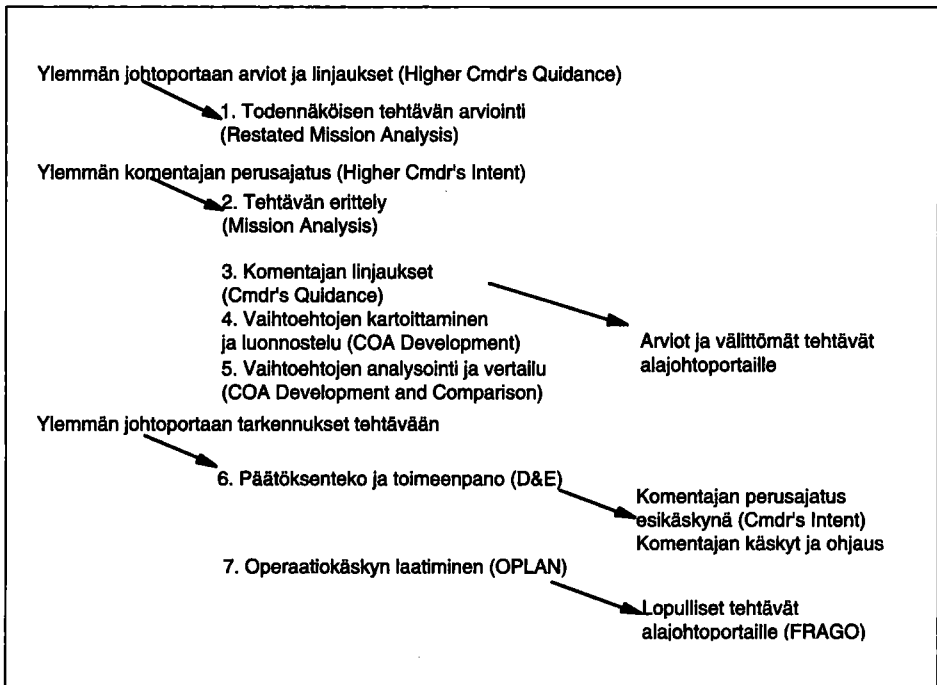 Ylemmän johtoportaan arviot ja linjaukset (Higher Cmdr's Quidance)
1. Todennäköisen tehtävän arviointi
(Restated Mission Analysis)
Ylemmän komentajan perusajatus (Higher Cmdr's Intent)
2. Tehtävän erittely
(Mission Analysis)
3. Komentajan linjaukset
(Cmdr's Quidance)
4. Vaihtoehtojen kartoittaminen
ja luonnostelu (COA Development)
5. Vaihtoehtojen analysointi ja vertailu
(COA Development and Comparison)
Arviot ja välittömät tehtävät
alajohtoportaille
Ylemmän johtoportaan tarkennukset tehtävään
6. Päätöksenteko ja toimeenpano (D&E)
Komentajan perusajatus
esikäskynä (Cmdr's Intent)
Komentajan käskyt ja ohjaus
7. Operaatiokäskyn laatiminen (OPLAN)
Lopulliset tehtävät
alajohtoportaille (FRAGO)